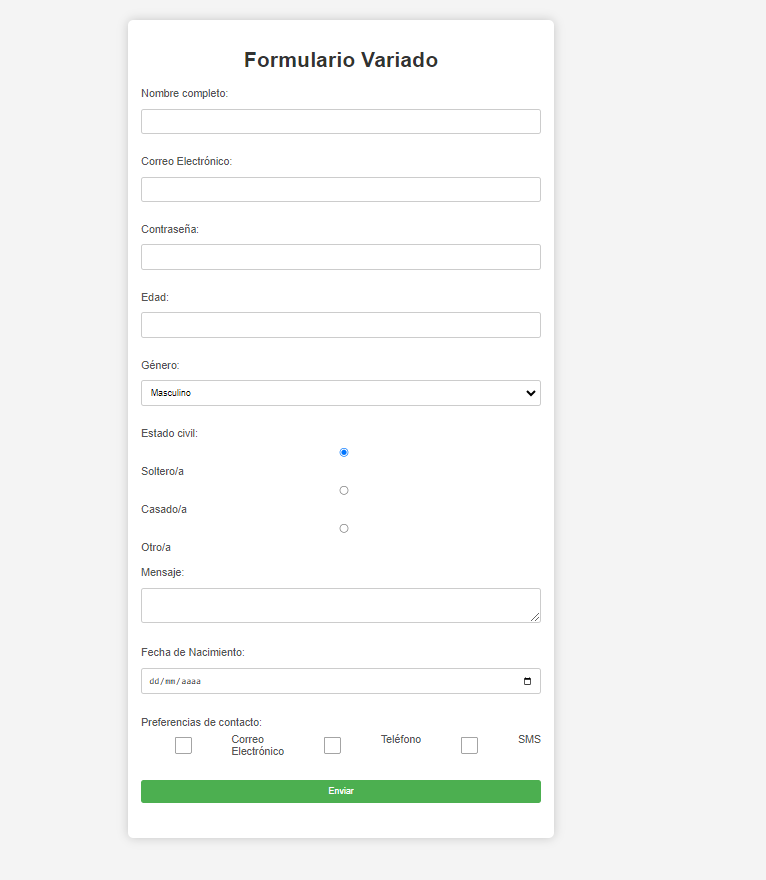 Formulario Variado
Nombre completo:
Correo Electrónico:
Contraseña:
Edad:
Género:
Masculino
Estado civil:
Soltero/a
Casado/a
Otro/a
Mensaje:
Fecha de Nacimiento:
dd/mm/aaaa
Preferencias de contacto:
Correo
Electrónico
Teléfono
SMS
Enviar